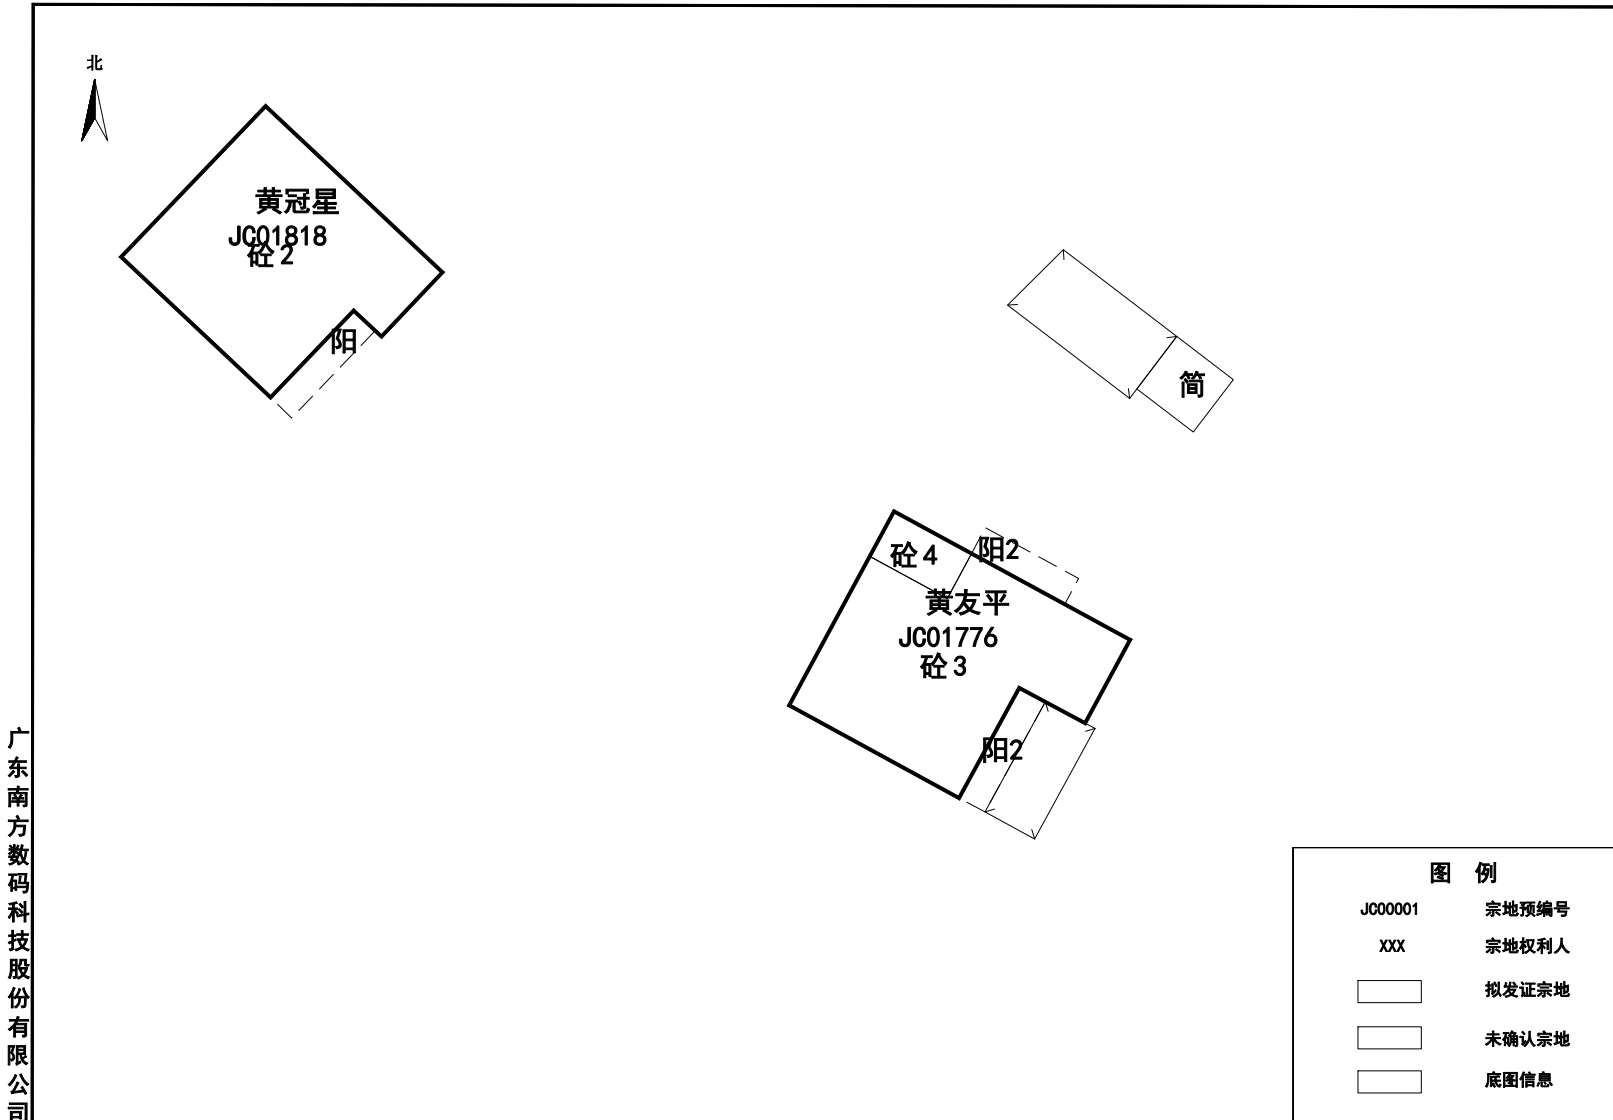 北
黄冠星
JC01818
砼2
阳
简
砼4
阳2
黄友平
JC01776
砼3
阳2
广东南方数码科技股份有限公司
图 例
JC00001 宗地预编号
XXX 宗地权利人
拟发证宗地
未确认宗地
底图信息